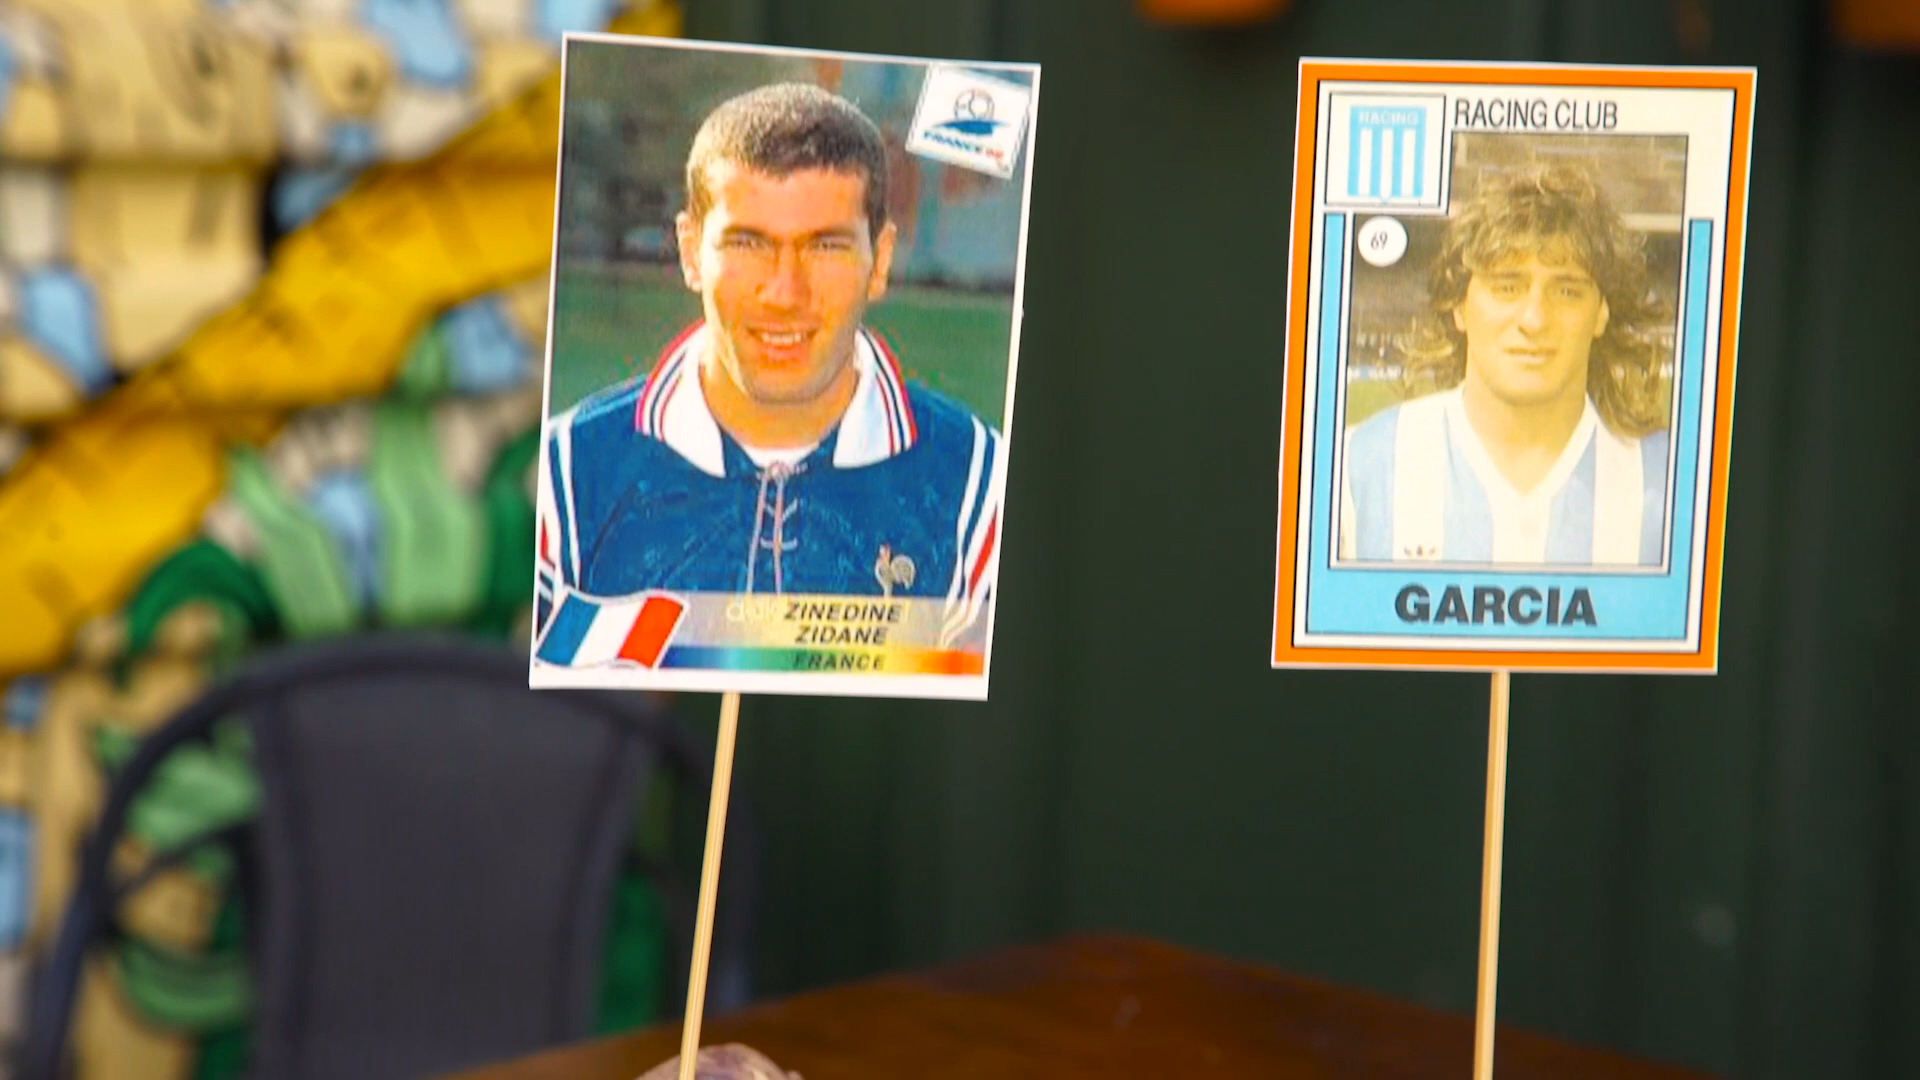 FRANCE 98
ZINEDINE
ZIDANE
FRANCE
RACING
RACING CLUB
69
GARCIA